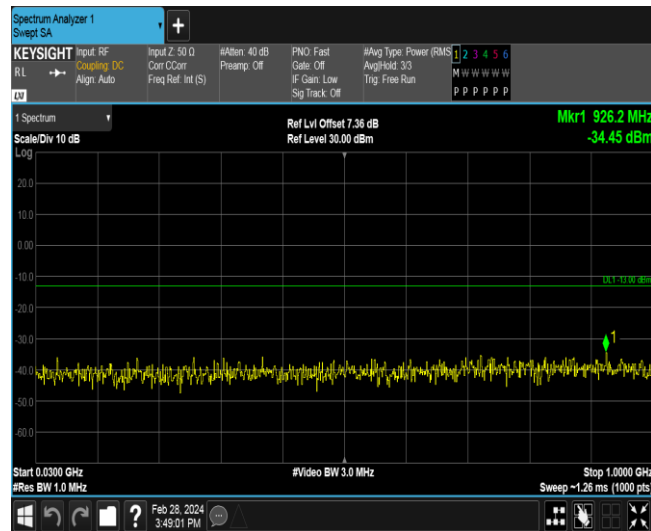 Spectrum Analyzer 1
Swept SA
+
KEYSIGHT
RL
LXI
Input: RF
Coupling: DC
Align: Auto
Input Z: 50 Ω
Corr CCorr
Freq Ref: Int (S)
#Atten: 40 dB
Preamp: Off
PNO: Fast
Gate: Off
IF Gain: Low
Sig Track: Off
#Avg Type: Power (RMS
Avg|Hold: 3/3
Trig: Free Run
1 2 3 4 5 6
M W W W W W
P P P P P P
1 Spectrum
Scale/Div 10 dB
Log
Ref Lvl Offset 7.36 dB
Ref Level 30.00 dBm
Mkr1 926.2 MHz
-34.45 dBm
20.0
10.0
0.00
-10.0
DL1 -13.00 dBm
-20.0
-30.0
1
-40.0
-50.0
-60.0
Start 0.0300 GHz
#Res BW 1.0 MHz
#Video BW 3.0 MHz
Stop 1.0000 GHz
Sweep ~1.26 ms (1000 pts
?
Feb 28, 2024
3:49:01 PM